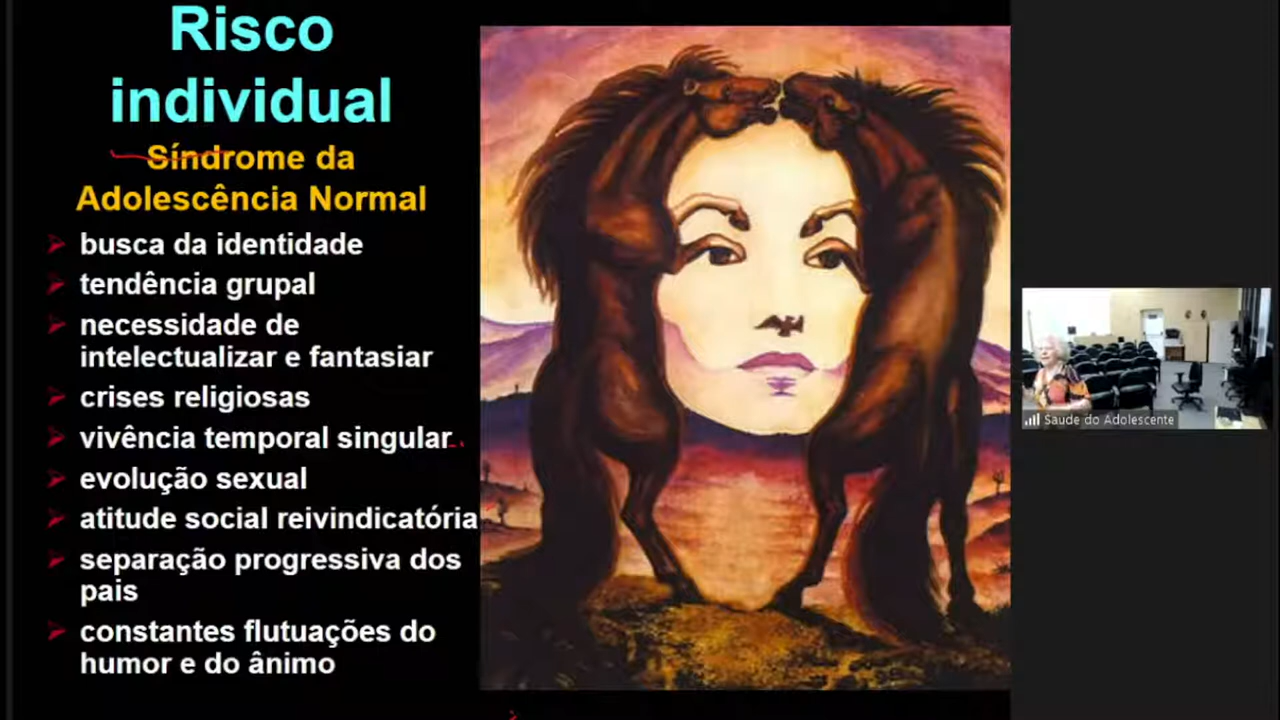 Risco
individual
Síndrome da
Adolescência Normal
busca da identidade
tendência grupal
necessidade de
intelectualizar e fantasiar
crises religiosas
vivência temporal singular
evolução sexual
atitude social reivindicatória
separação progressiva dos
pais
constantes flutuações do
humor e do ânimo
Saude do Adolescente